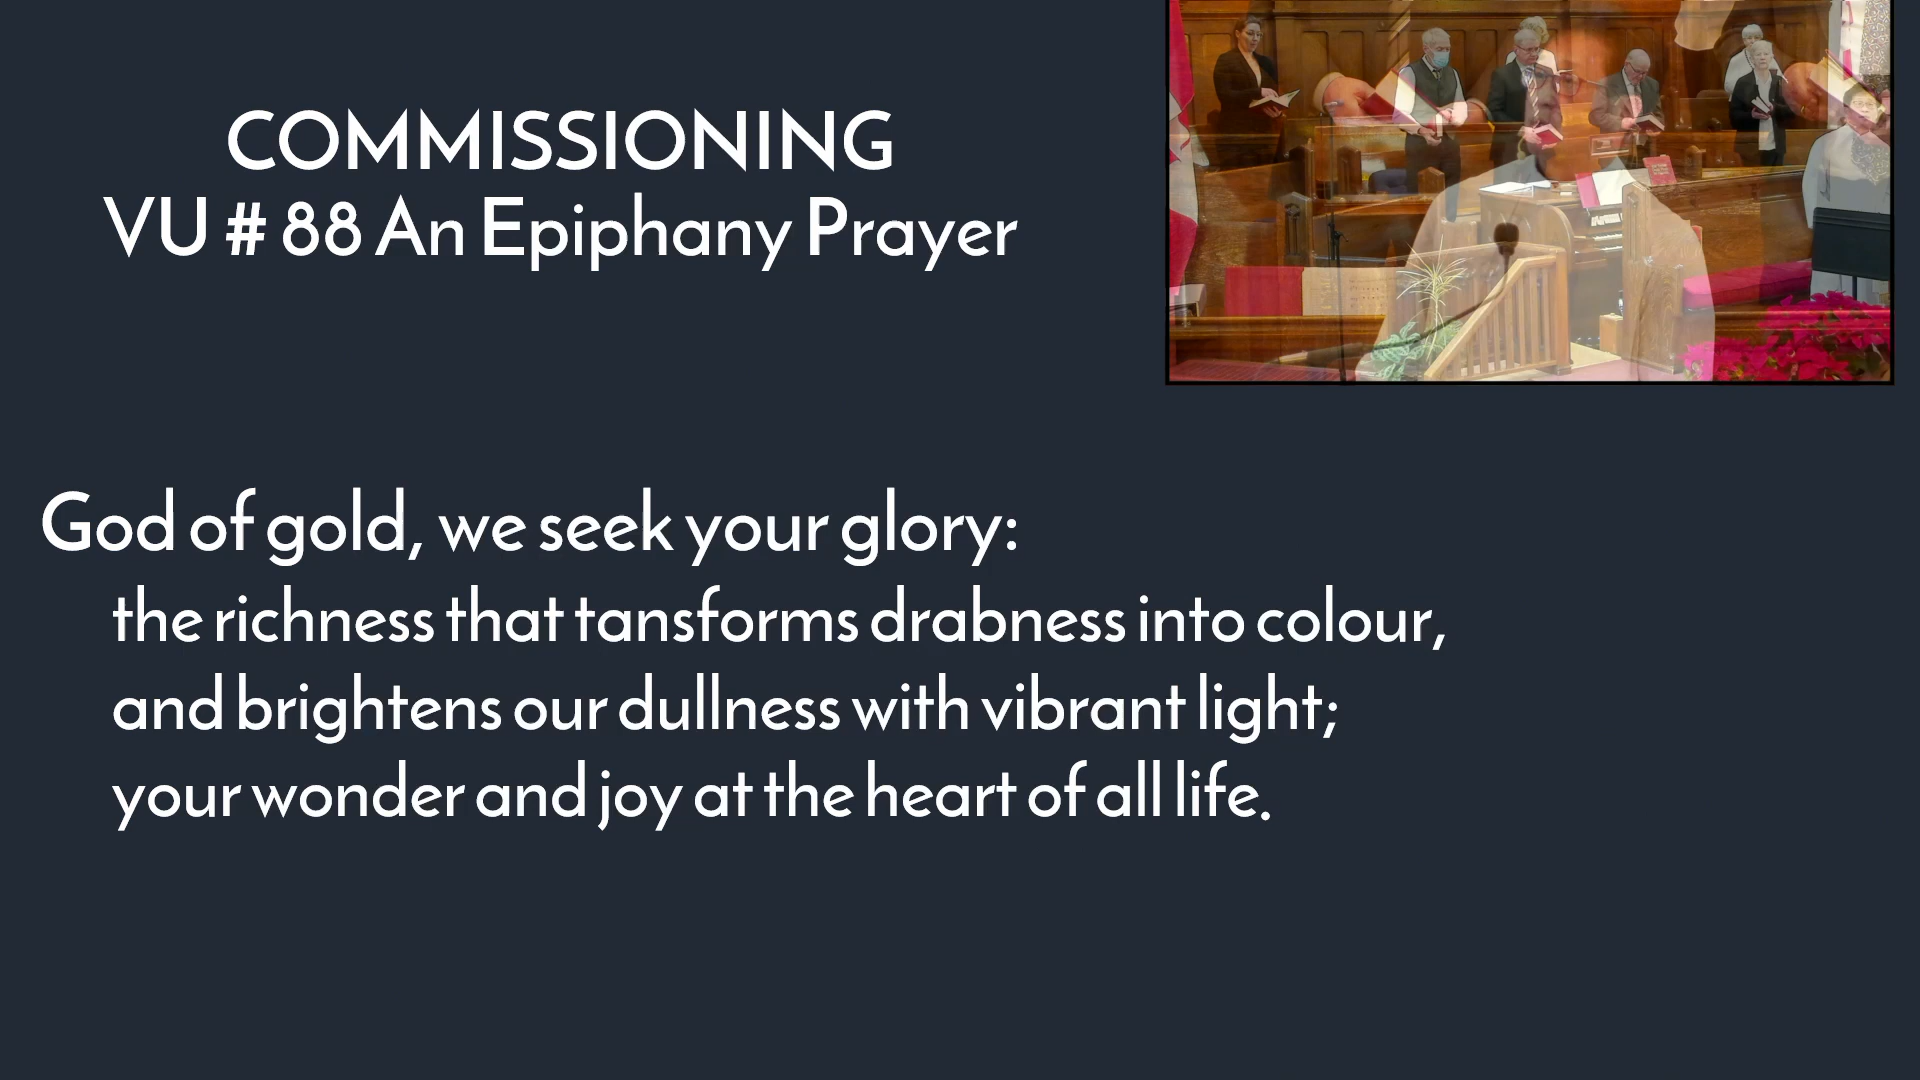 COMMISSIONING
VU # 88 An Epiphany Prayer
God of gold, we seek your glory:
the richness that tansforms drabness into colour,
and brightens our dullness with vibrant light;
your wonder and joy at the heart of all life.